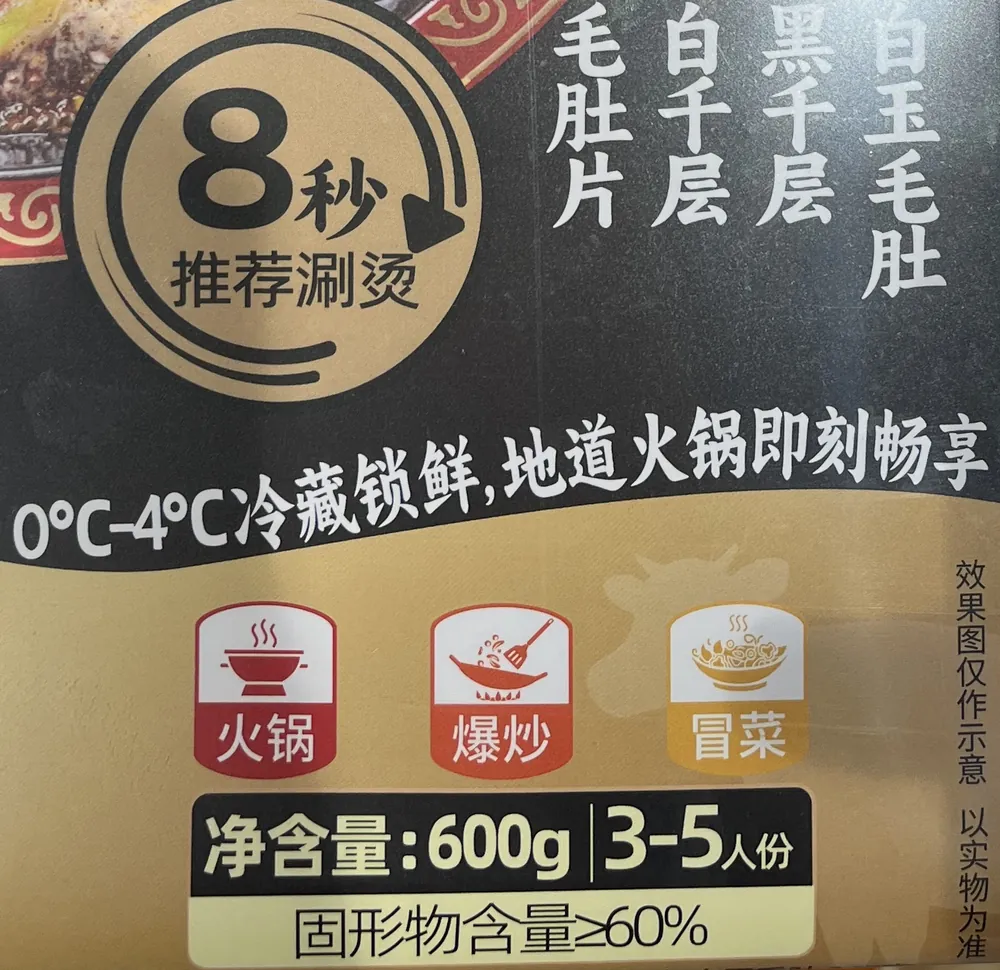 8秒
推荐涮烫
白玉毛肚
黑千层
白千层
毛肚片
0°C-4°C冷藏锁鲜,地道火锅即刻畅享
火锅
爆炒
冒菜
效果图仅作示意 以实物为准
净含量:600g 3-5人份
固形物含量≥60%